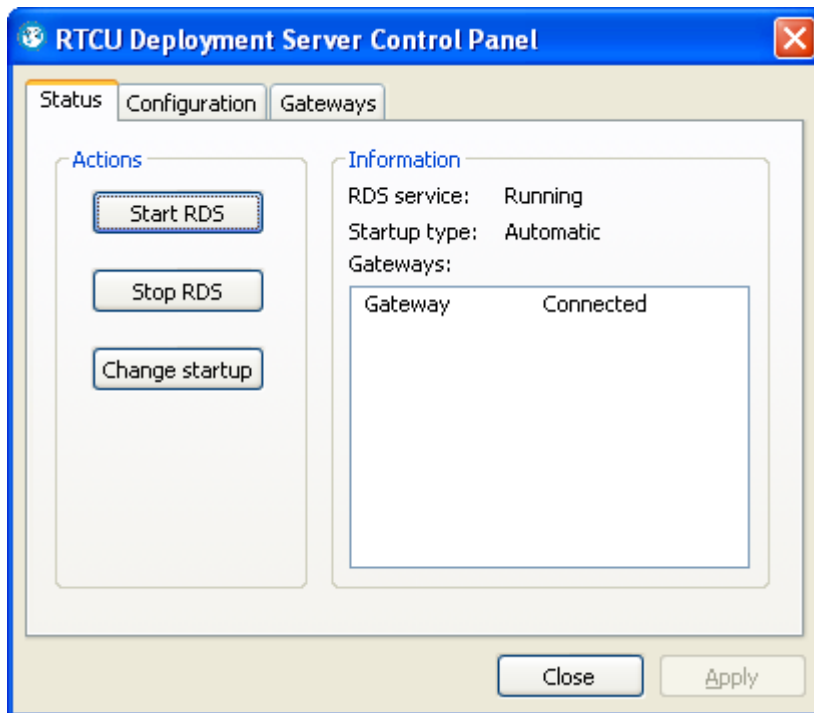 RTCU Deployment Server Control Panel
Status Configuration Gateways
Actions
Start RDS
Stop RDS
Change startup
Information
RDS service: Running
Startup type: Automatic
Gateways:
Gateway Connected
Close Apply